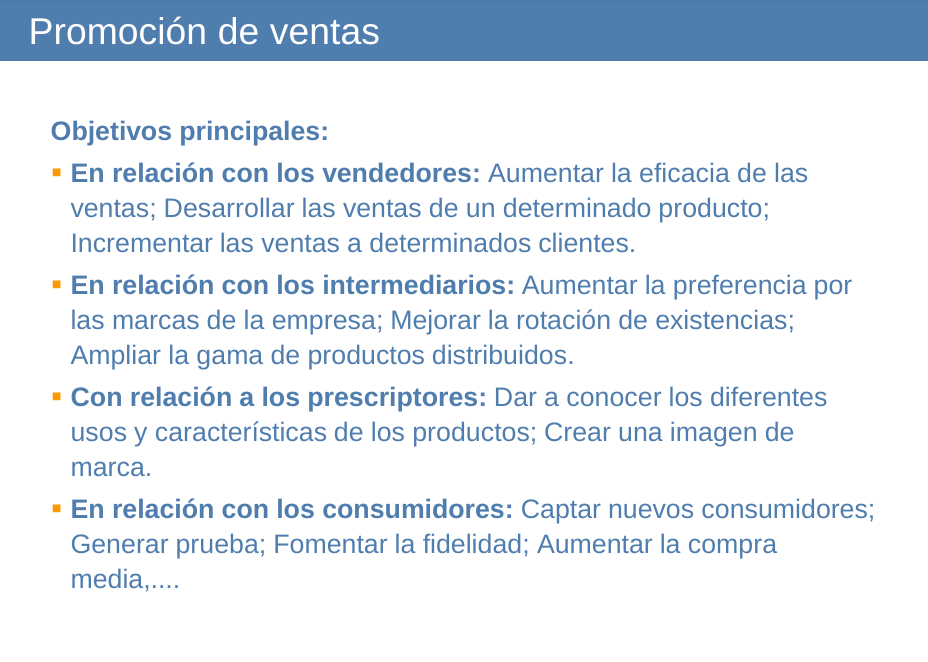 Promoción de ventas
Objetivos principales:
▪ En relación con los vendedores: Aumentar la eficacia de las
ventas; Desarrollar las ventas de un determinado producto;
Incrementar las ventas a determinados clientes.
▪ En relación con los intermediarios: Aumentar la preferencia por
las marcas de la empresa; Mejorar la rotación de existencias;
Ampliar la gama de productos distribuidos.
▪ Con relación a los prescriptores: Dar a conocer los diferentes
usos y características de los productos; Crear una imagen de
marca.
▪ En relación con los consumidores: Captar nuevos consumidores;
Generar prueba; Fomentar la fidelidad; Aumentar la compra
media,....